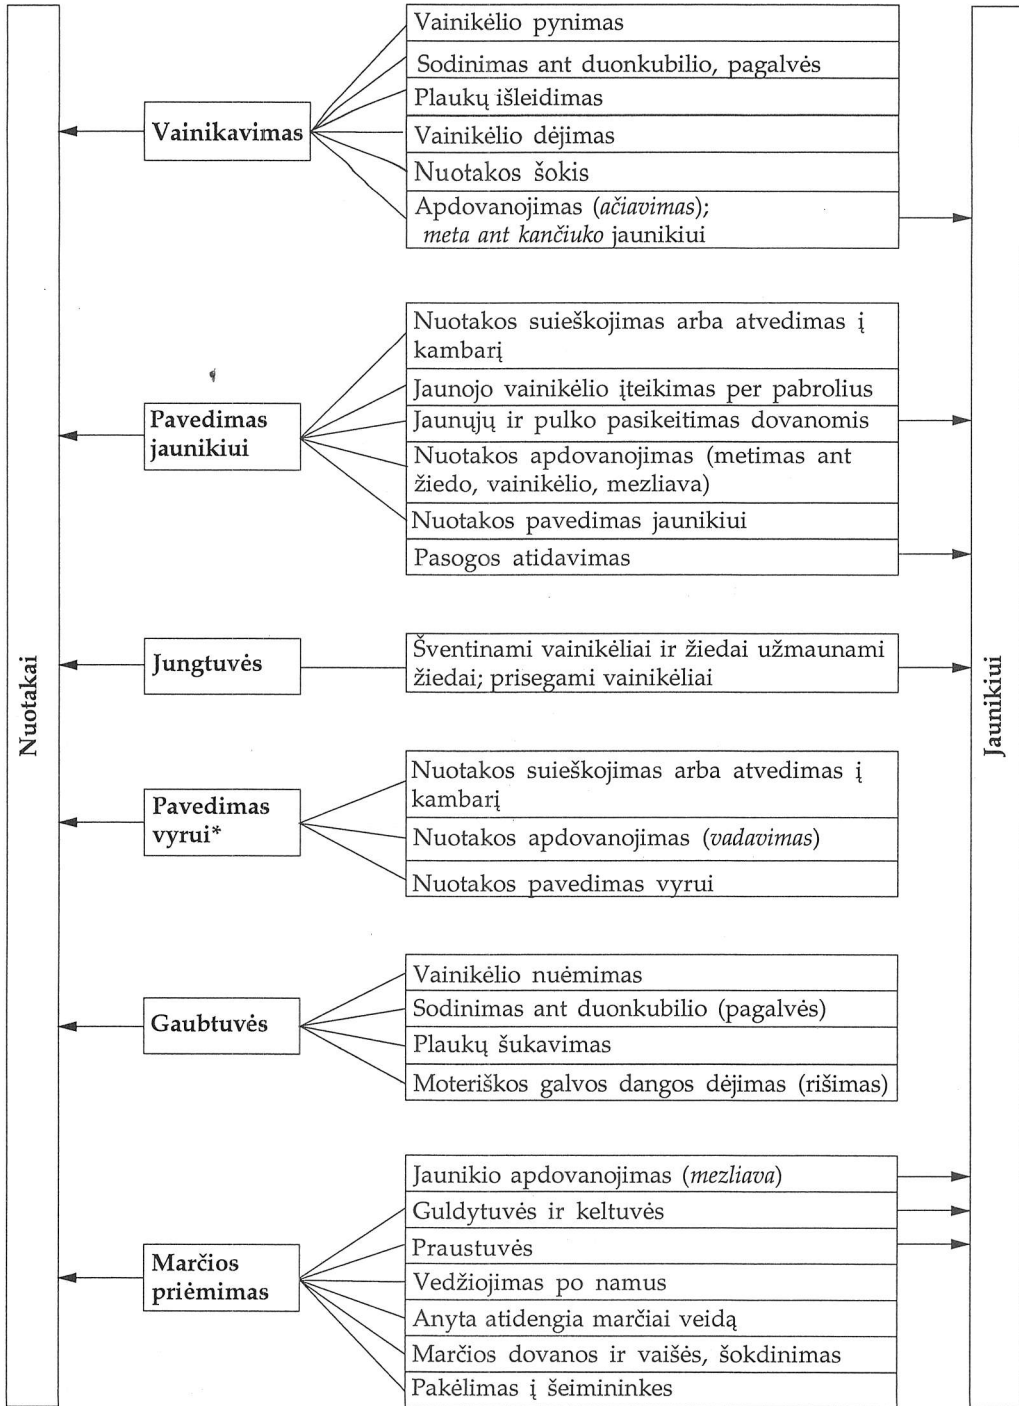 Nuotakai
Vainikavimas
Vainikėlio pynimas
Sodinimas ant duonkubilio, pagalvės
Plaukų išleidimas
Vainikėlio dėjimas
Nuotakos šokis
Apdovanojimas (ačiavimas);
meta ant kančiuko jaunikiui
Pavedimas
jaunikiui
Nuotakos suieškojimas arba atvedimas į
kambarį
Jaunojo vainikėlio įteikimas per pabrolius
Jaunųjų ir pulko pasikeitimas dovanomis
Nuotakos apdovanojimas (metimas ant
žiedo, vainikėlio, mezliava)
Nuotakos pavedimas jaunikiui
Pasogos atidavimas
Jungtuvės
Šventinami vainikėliai ir žiedai užmaunami
žiedai; prisegami vainikėliai
Pavedimas
vyrui*
Nuotakos suieškojimas arba atvedimas į
kambarį
Nuotakos apdovanojimas (vadavimas)
Nuotakos pavedimas vyrui
Gaubtuvės
Vainikėlio nuėmimas
Sodinimas ant duonkubilio (pagalvės)
Plaukų šukavimas
Moteriškos galvos dangos dėjimas (rišimas)
Marčios
priėmimas
Jaunikio apdovanojimas (mezliava)
Guldytuvės ir keltuvės
Praustuvės
Vedžiojimas po namus
Anyta atidengia marčiai veidą
Marčios dovanos ir vaišės, šokdinimas
Pakėlimas į šeimininkes
Jaunikiui